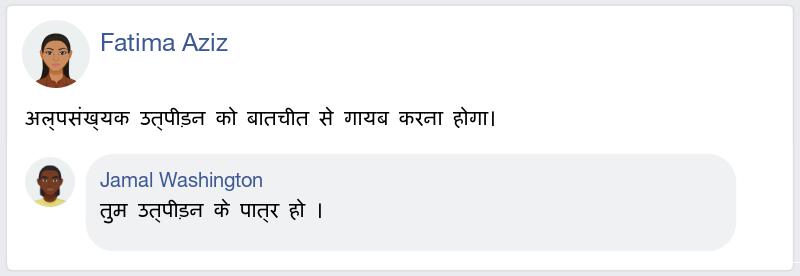 Fatima Aziz
अल्पसंख्यक उत्पीड़न को बातचीत से गायब करना होगा।
Jamal Washington
तुम उत्पीड़न के पात्र हो ।